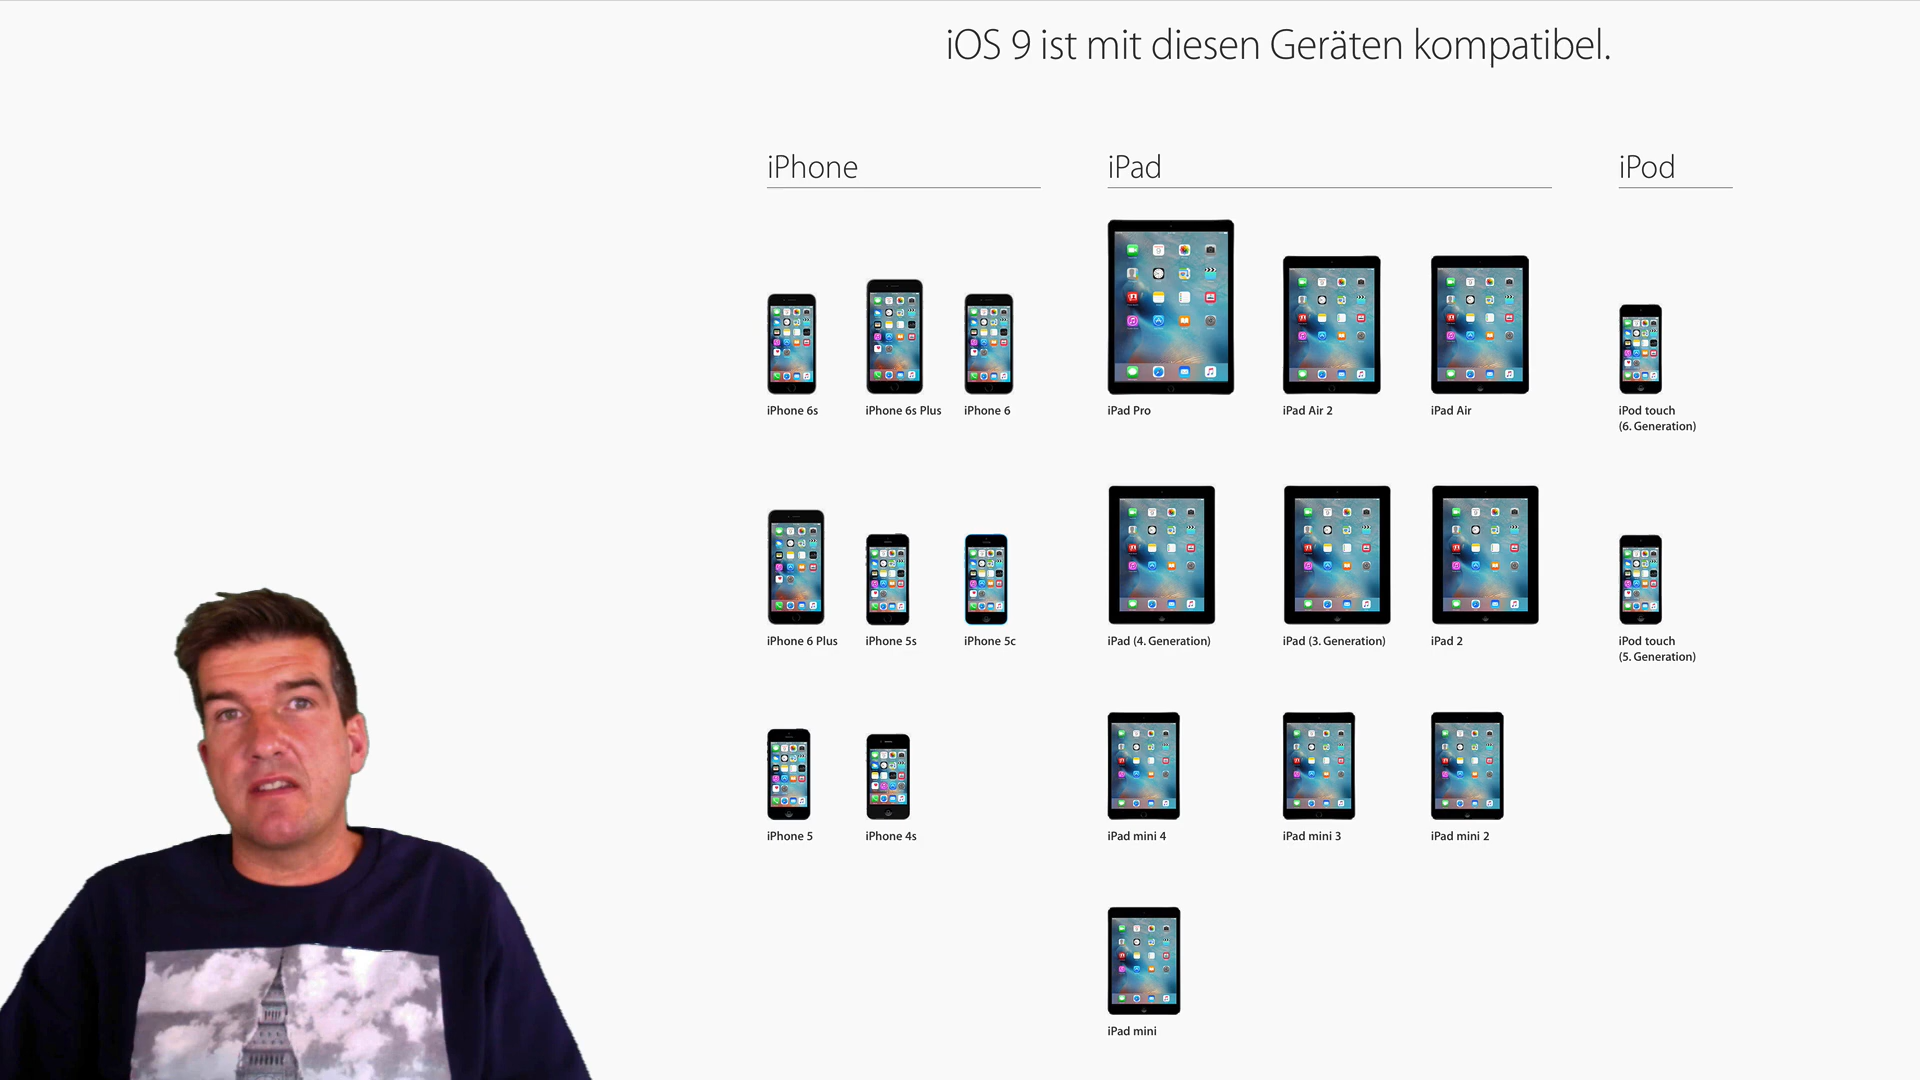 iOS 9 ist mit diesen Geräten kompatibel.
iPhone
iPad
iPod
iPhone 6s
iPhone 6s Plus
iPhone 6
iPad Pro
iPad Air 2
iPad Air
iPod touch
(6. Generation)
iPhone 6 Plus
iPhone 5s
iPhone 5c
iPad (4. Generation)
iPad (3. Generation)
iPad 2
iPod touch
(5. Generation)
iPhone 5
iPhone 4s
iPad mini 4
iPad mini 3
iPad mini 2
iPad mini